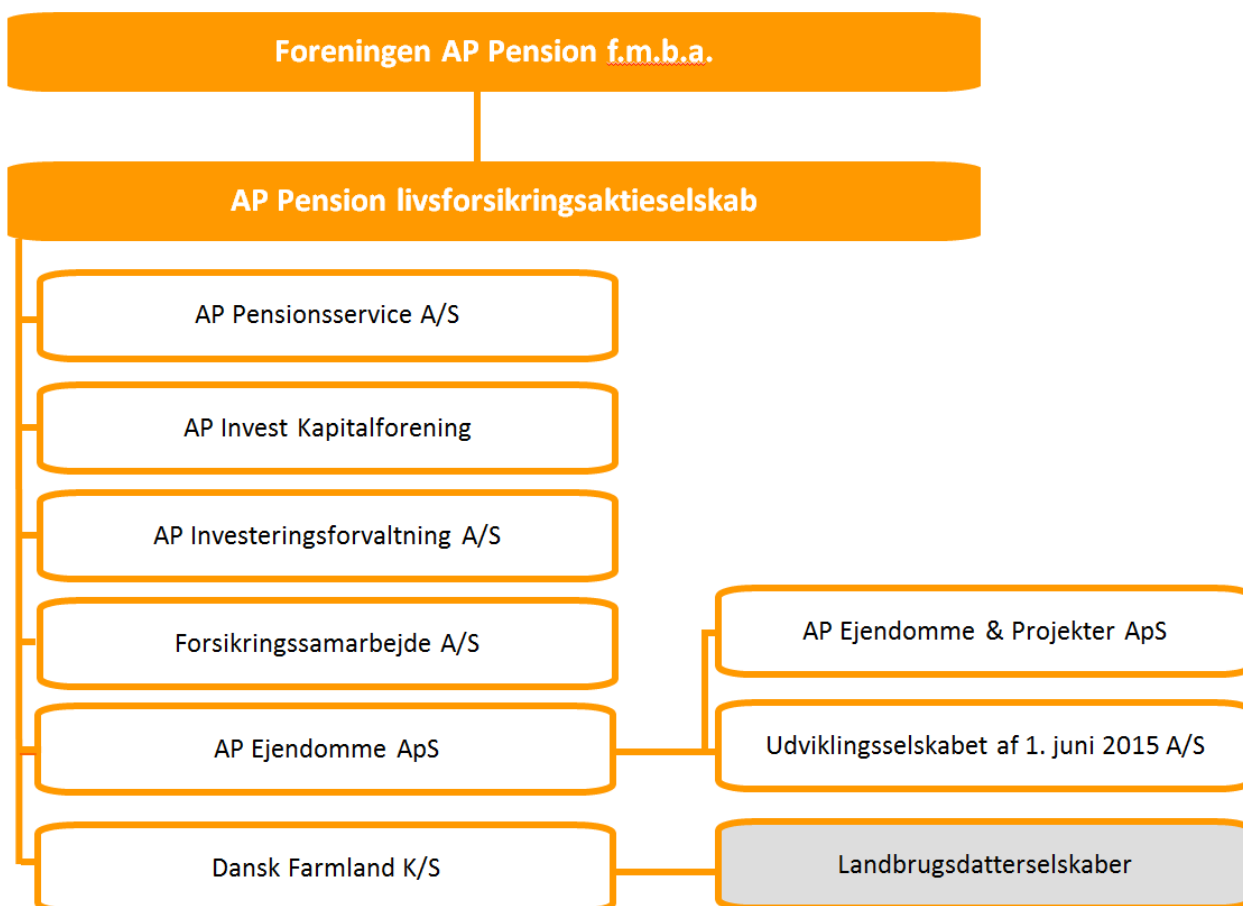 Foreningen AP Pension f.m.b.a.
AP Pension livsforsikringsaktieselskab
AP Pensionsservice A/S
AP Invest Kapitalforening
AP Investeringsforvaltning A/S
Forsikringssamarbejde A/S
AP Ejendomme ApS
AP Ejendomme & Projekter ApS
Udviklingsselskabet af 1. juni 2015 A/S
Dansk Farmland K/S
Landbrugsdatterselskaber